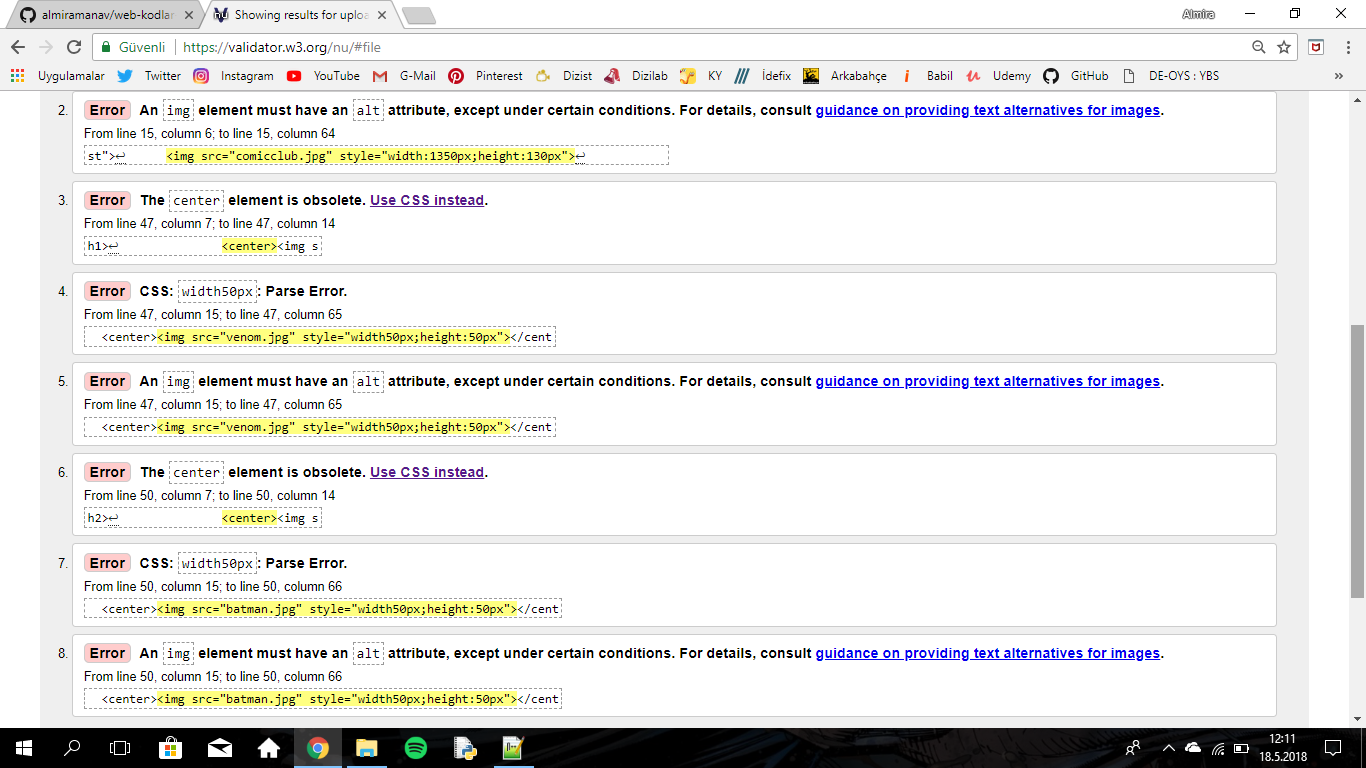 almiramanav/web-kodlar
Showing results for uploa
Almira
Güvenli
https://validator.w3.org/nu/#file
Uygulamalar
Twitter
Instagram
YouTube
G-Mail
Pinterest
Dizist
Dizilab
KY
İdefix
Arkabahçe
Babil
Udemy
GitHub
DE-OYS : YBS
»
2. Error An img element must have an alt attribute, except under certain conditions. For details, consult guidance on providing text alternatives for images.
From line 15, column 6; to line 15, column 64
st">↩ <img src="comicclub.jpg" style="width:1350px;height:130px">↩
3. Error The center element is obsolete. Use CSS instead.
From line 47, column 7; to line 47, column 14
h1>↩ <center><img s
4. Error CSS: width50px: Parse Error.
From line 47, column 15; to line 47, column 65
<center><img src="venom.jpg" style="width50px;height:50px"></cent
5. Error An img element must have an alt attribute, except under certain conditions. For details, consult guidance on providing text alternatives for images.
From line 47, column 15; to line 47, column 65
<center><img src="venom.jpg" style="width50px;height:50px"></cent
6. Error The center element is obsolete. Use CSS instead.
From line 50, column 7; to line 50, column 14
h2>↩ <center><img s
7. Error CSS: width50px: Parse Error.
From line 50, column 15; to line 50, column 66
<center><img src="batman.jpg" style="width50px;height:50px"></cent
8. Error An img element must have an alt attribute, except under certain conditions. For details, consult guidance on providing text alternatives for images.
From line 50, column 15; to line 50, column 66
<center><img src="batman.jpg" style="width50px;height:50px"></cent
12:11
18.5.2018